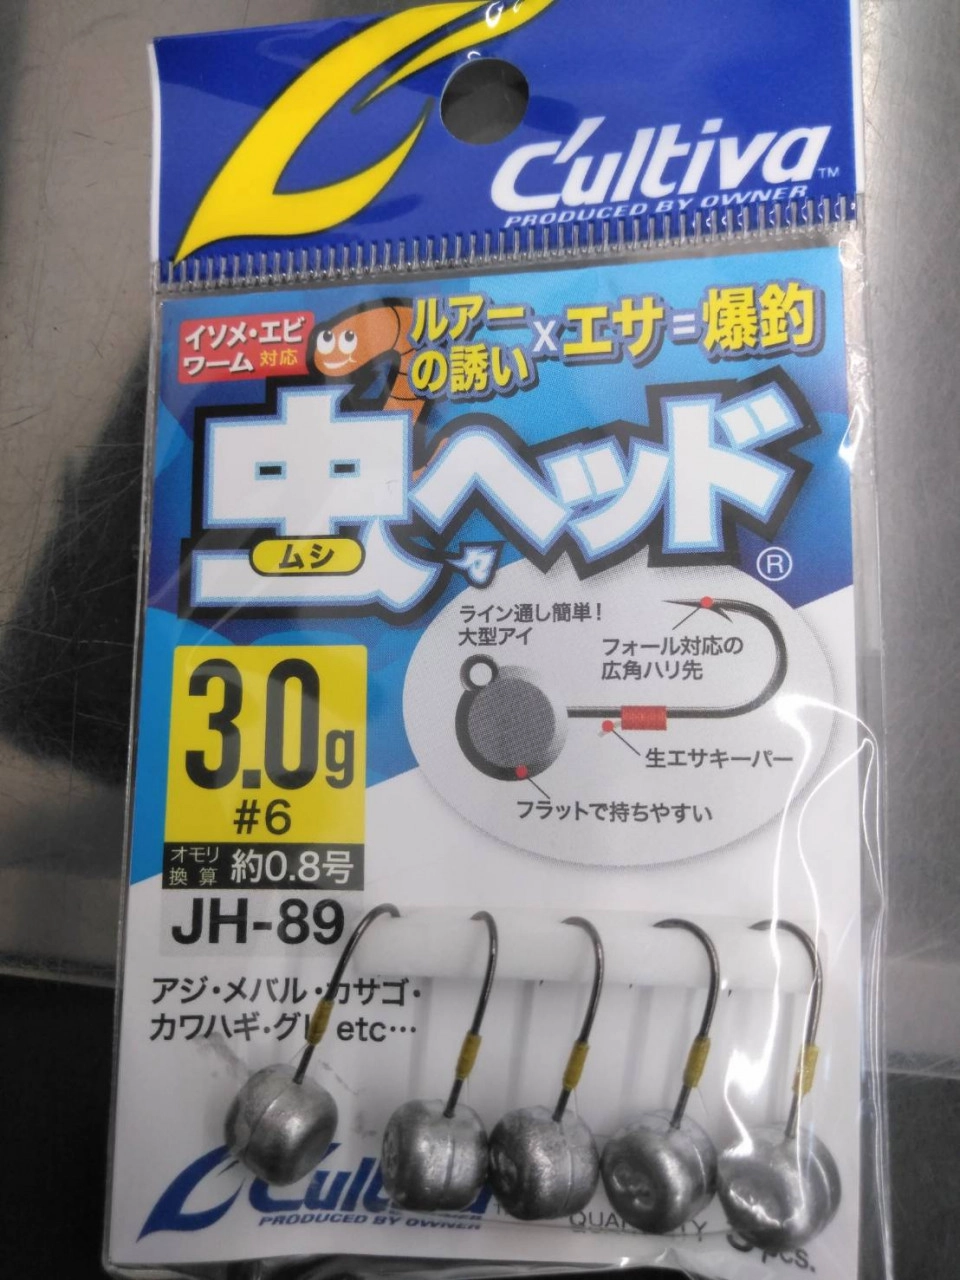 C'ultiva™
PRODUCED BY OWNER
イソメ・エビ
ワーム対応
ルアー
の誘い×エサ=爆釣
虫ヘッド®
ムシ
ライン通し簡単!
大型アイ
フォール対応の
広角ハリ先
生エサキーパー
フラットで持ちやすい
3.0g
#6
オモリ
換算 約0.8号
JH-89
アジ・メバル・カサゴ・
カワハギ・グレ etc…
C'ultiva
PRODUCED BY OWNER
QUANTITY
5 pcs.